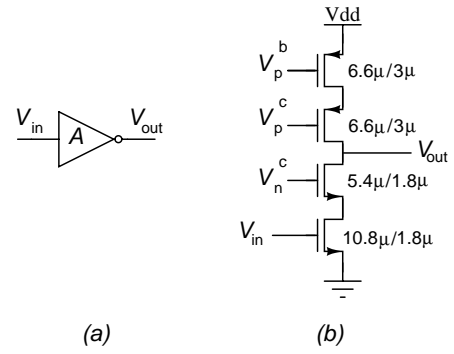 V_in A V_out
(a)
Vdd
V_p^b 6.6μ/3μ
V_p^c 6.6μ/3μ
V_out
V_n^c 5.4μ/1.8μ
V_in 10.8μ/1.8μ
(b)